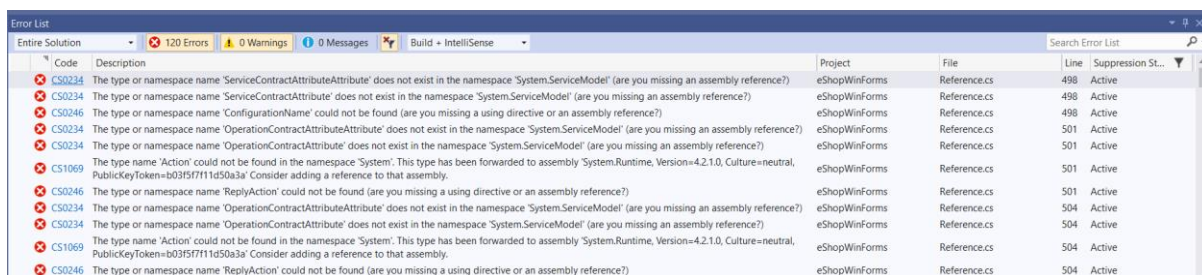 Error List
Entire Solution 120 Errors 0 Warnings 0 Messages Build + IntelliSense Search Error List
Code Description Project File Line Suppression St...
CS0234 The type or namespace name 'ServiceContractAttributeAttribute' does not exist in the namespace 'System.ServiceModel' (are you missing an assembly reference?) eShopWinForms Reference.cs 498 Active
CS0234 The type or namespace name 'ServiceContractAttribute' does not exist in the namespace 'System.ServiceModel' (are you missing an assembly reference?) eShopWinForms Reference.cs 498 Active
CS0246 The type or namespace name 'ConfigurationName' could not be found (are you missing a using directive or an assembly reference?) eShopWinForms Reference.cs 498 Active
CS0234 The type or namespace name 'OperationContractAttributeAttribute' does not exist in the namespace 'System.ServiceModel' (are you missing an assembly reference?) eShopWinForms Reference.cs 501 Active
CS0234 The type or namespace name 'OperationContractAttribute' does not exist in the namespace 'System.ServiceModel' (are you missing an assembly reference?) eShopWinForms Reference.cs 501 Active
CS1069 The type name 'Action' could not be found in the namespace 'System'. This type has been forwarded to assembly 'System.Runtime, Version=4.2.1.0, Culture=neutral, eShopWinForms Reference.cs 501 Active
PublicKeyToken=b03f5f7f11d50a3a' Consider adding a reference to that assembly.
CS0246 The type or namespace name 'ReplyAction' could not be found (are you missing a using directive or an assembly reference?) eShopWinForms Reference.cs 501 Active
CS0234 The type or namespace name 'OperationContractAttributeAttribute' does not exist in the namespace 'System.ServiceModel' (are you missing an assembly reference?) eShopWinForms Reference.cs 504 Active
CS0234 The type or namespace name 'OperationContractAttribute' does not exist in the namespace 'System.ServiceModel' (are you missing an assembly reference?) eShopWinForms Reference.cs 504 Active
CS1069 The type name 'Action' could not be found in the namespace 'System'. This type has been forwarded to assembly 'System.Runtime, Version=4.2.1.0, Culture=neutral, eShopWinForms Reference.cs 504 Active
PublicKeyToken=b03f5f7f11d50a3a' Consider adding a reference to that assembly.
CS0246 The type or namespace name 'ReplyAction' could not be found (are you missing a using directive or an assembly reference?) eShopWinForms Reference.cs 504 Active